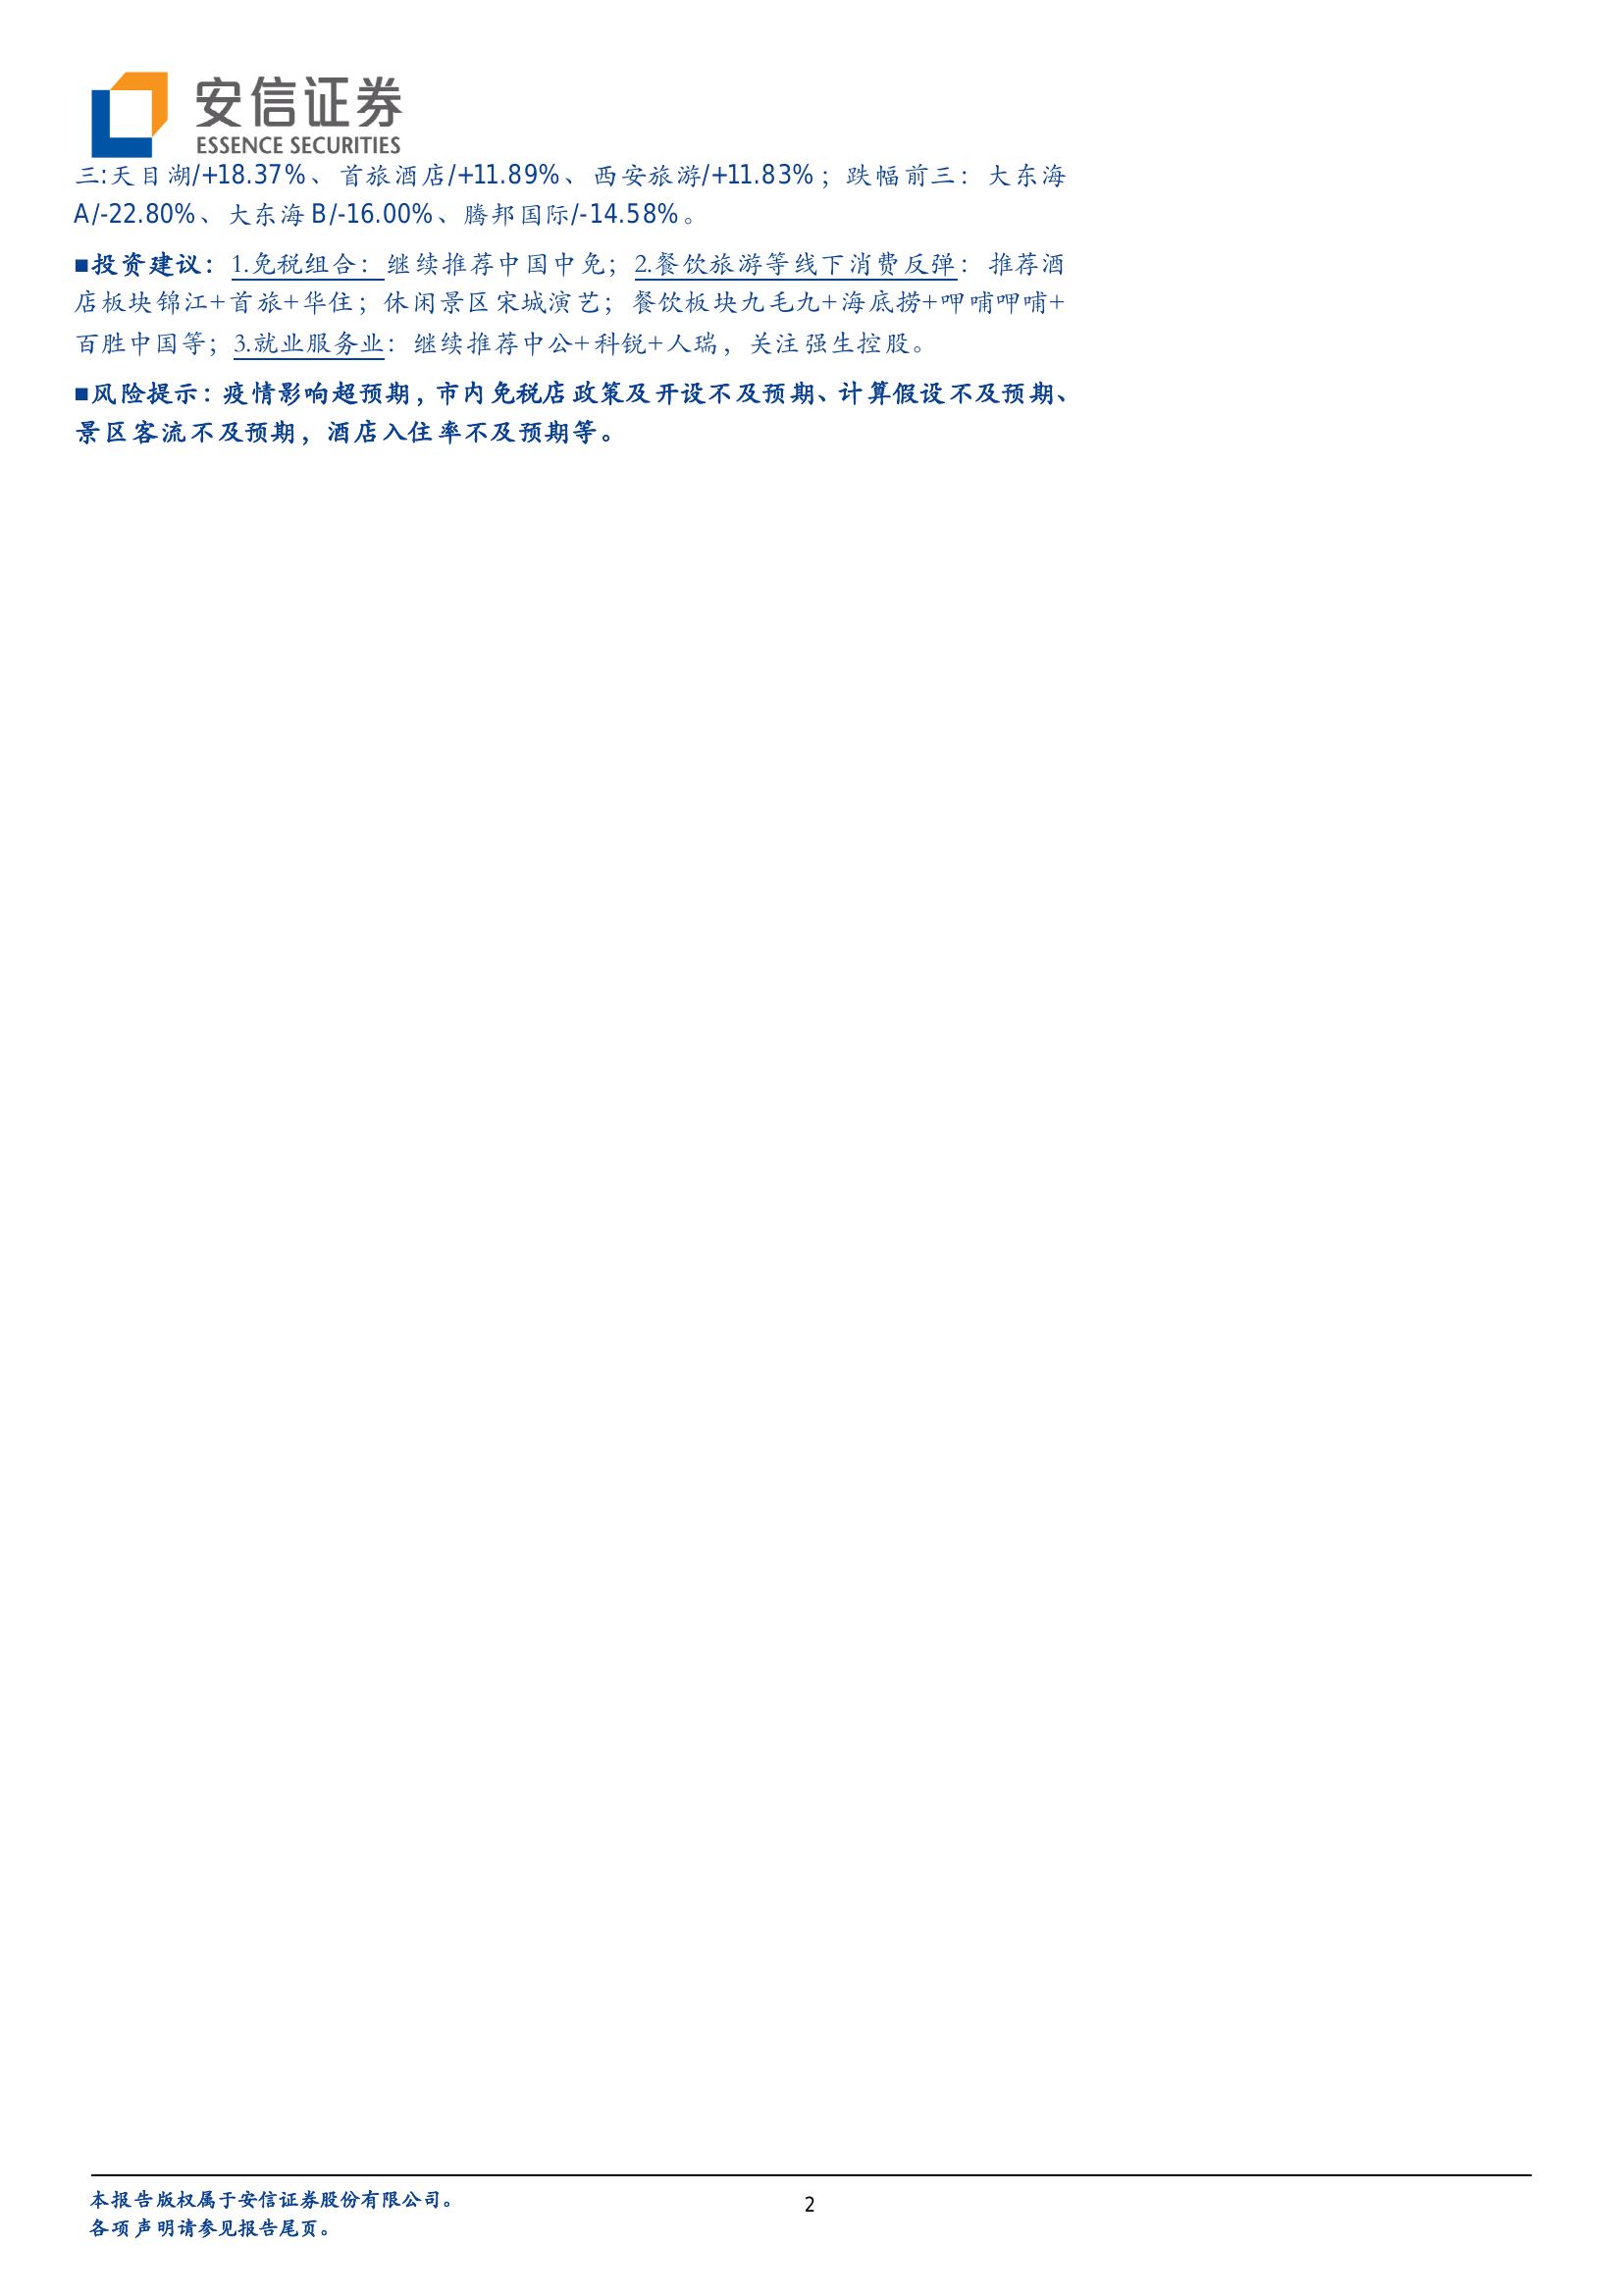 安信证券
ESSENCE SECURITIES
三:天目湖/+18.37%、首旅酒店/+11.89%、西安旅游/+11.83%；跌幅前三：大东海
A/-22.80%、大东海 B/-16.00%、腾邦国际/-14.58%。
■投资建议：1.免税组合：继续推荐中国中免；2.餐饮旅游等线下消费反弹：推荐酒
店板块锦江+首旅+华住；休闲景区宋城演艺；餐饮板块九毛九+海底捞+呷哺呷哺+
百胜中国等；3.就业服务业：继续推荐中公+科锐+人瑞，关注强生控股。
■风险提示：疫情影响超预期，市内免税店政策及开设不及预期、计算假设不及预期、
景区客流不及预期，酒店入住率不及预期等。
本报告版权属于安信证券股份有限公司。
各项声明请参见报告尾页。
2